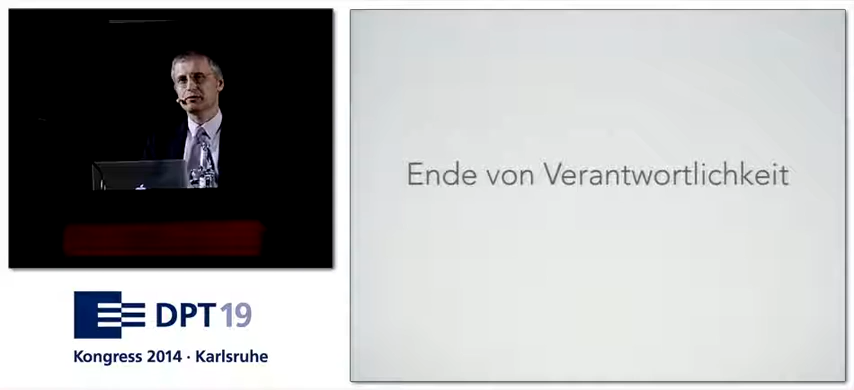 Ende von Verantwortlichkeit
DPT 19
Kongress 2014 · Karlsruhe